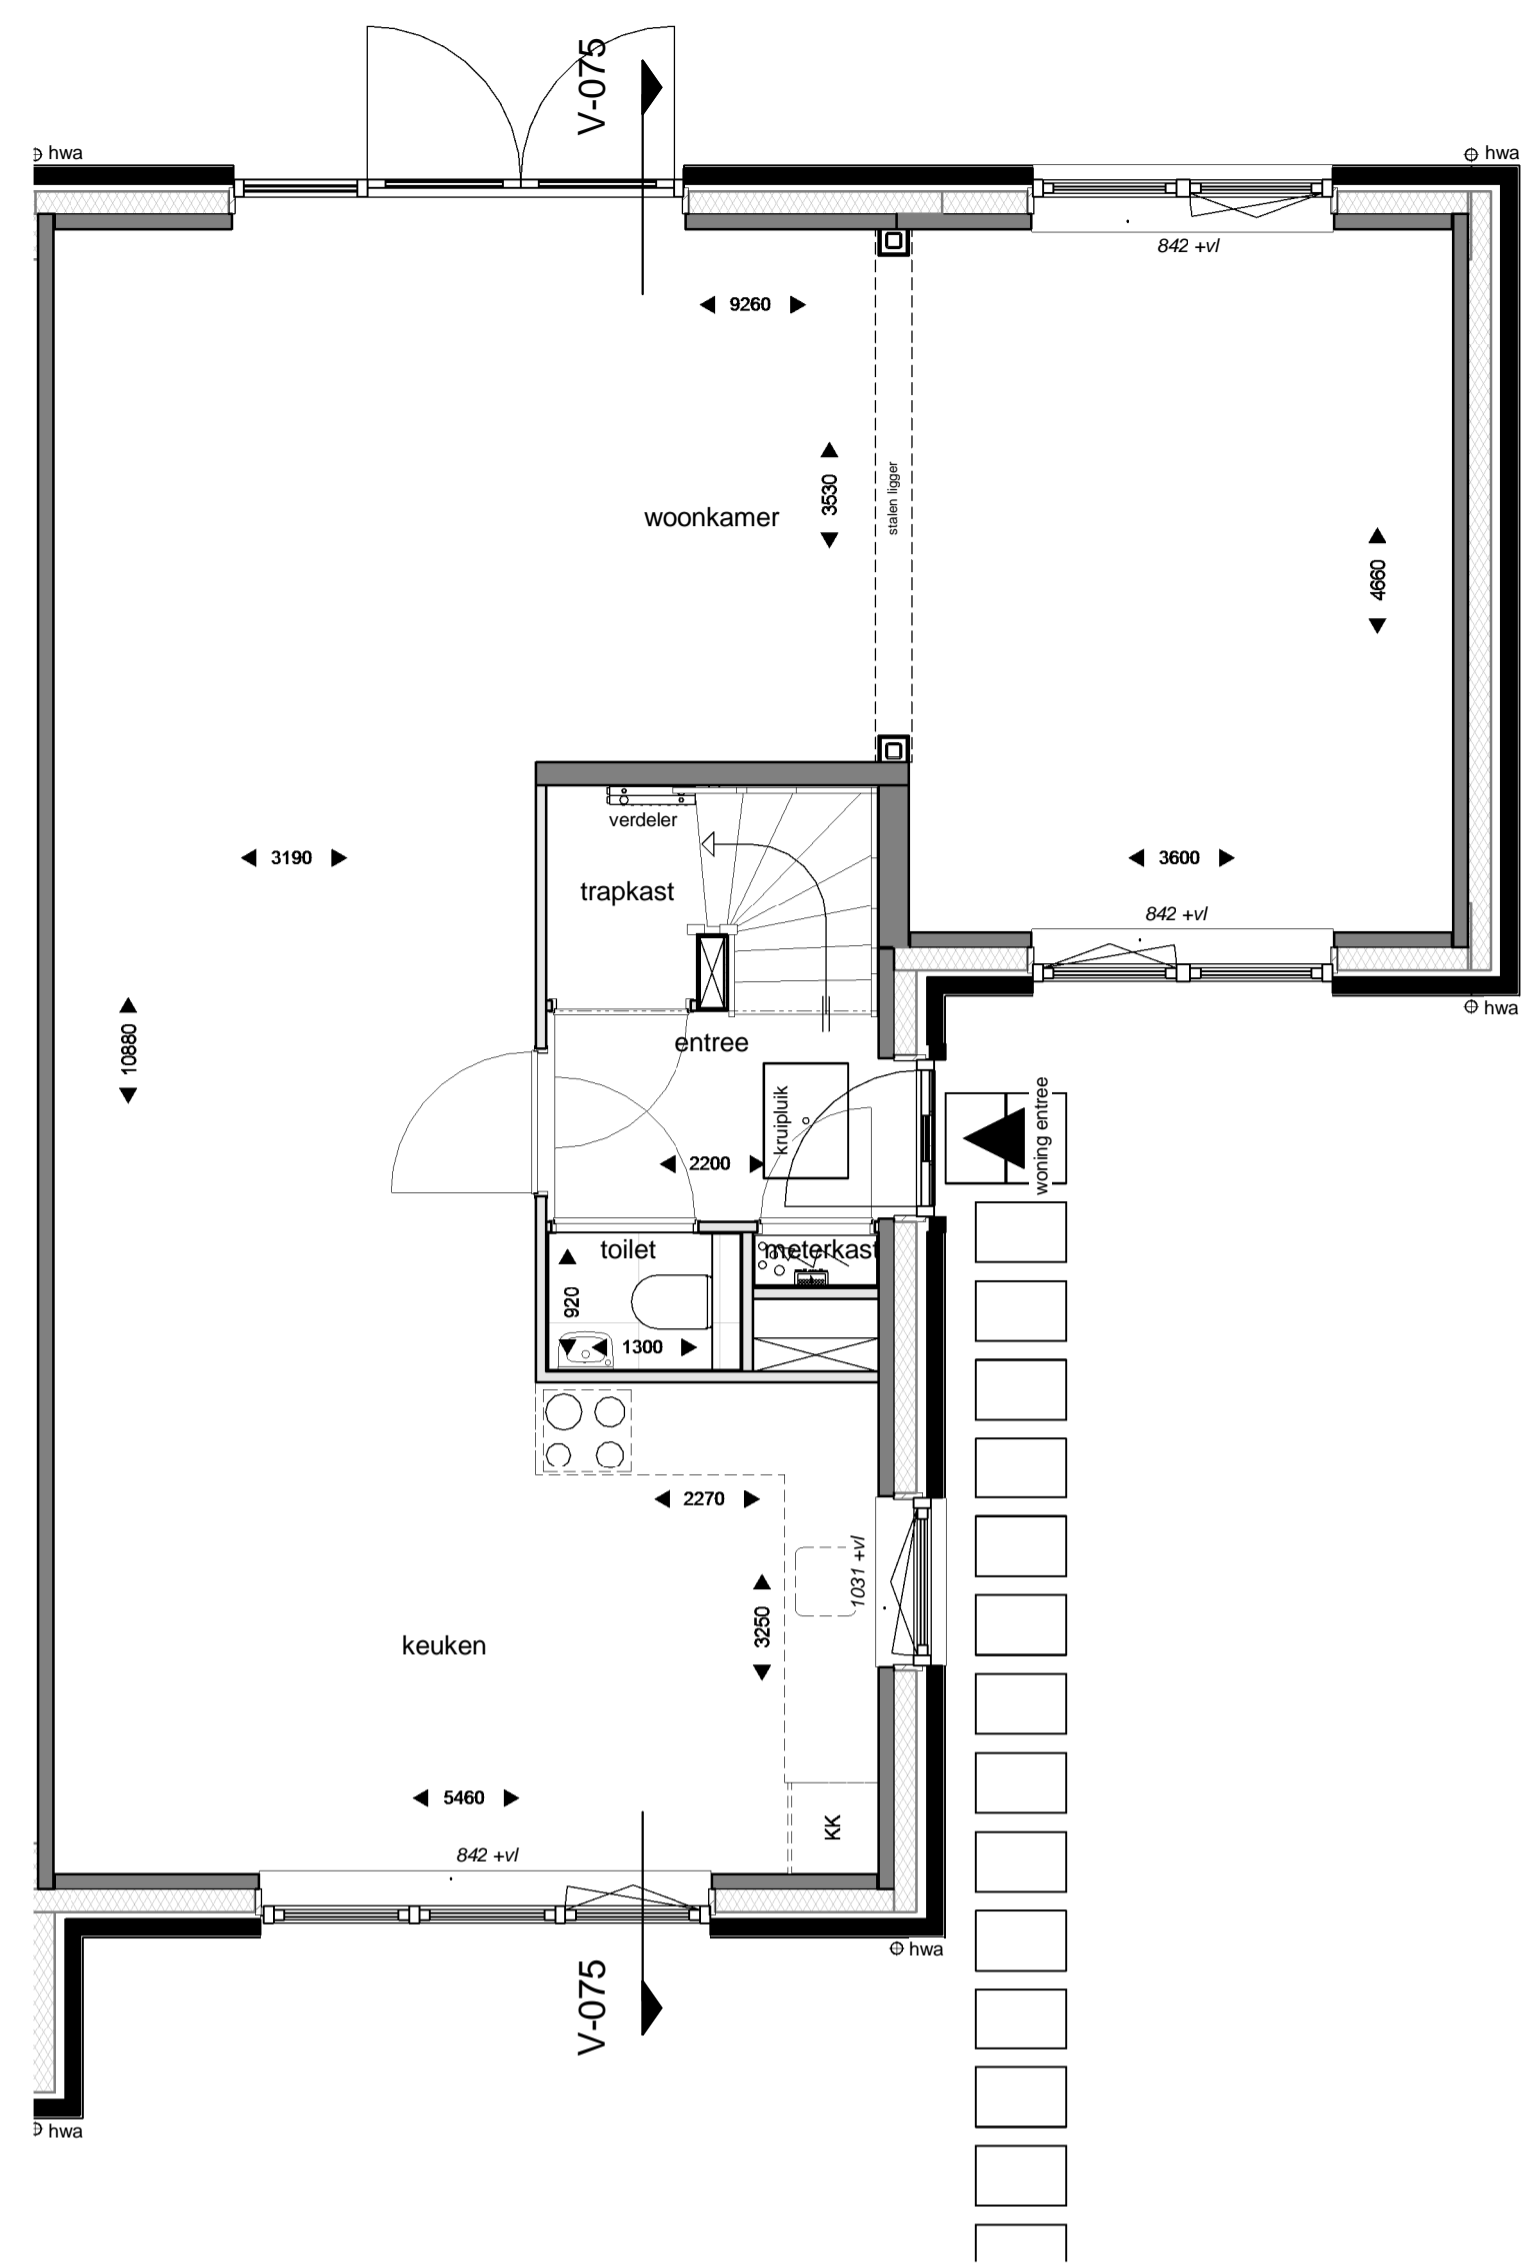 V-075
hwa
hwa
842 +vl
9260
3530
stalen ligger
woonkamer
4660
verdeler
3190
3600
trapkast
842 +vl
hwa
10880
entree
kruipluik
woning entree
2200
toilet
meterkast
920
1300
2270
1031 +vl
3250
keuken
5460
KK
842 +vl
hwa
V-075
hwa